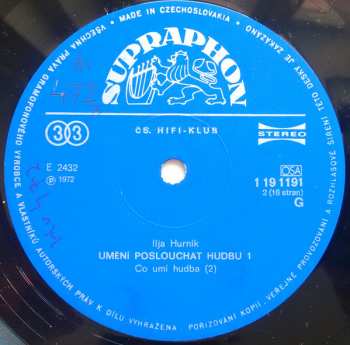 VŠECHNA PRÁVA GRAMOFONOVÉHO VÝROBCE A VLASTNÍKŮ AUTORSKÝCH PRÁV K DÍLU VYHRAŽENA. POŘIZOVÁNÍ KOPIÍ, VEŘEJNÉ PROVOZOVÁNÍ A ROZHLASOVÉ ŠÍŘENÍ TÉTO DESKY JE ZAKÁZÁNO • MADE IN CZECHOSLOVAKIA •
SUPRAPHON
ČS. HIFI-KLUB
33
STEREO
E 2432
℗ 1972
OSA
1 19 1191
2 (16 stran)
G
Ilja Hurník
UMĚNÍ POSLOUCHAT HUDBU 1
Co umí hudba (2)